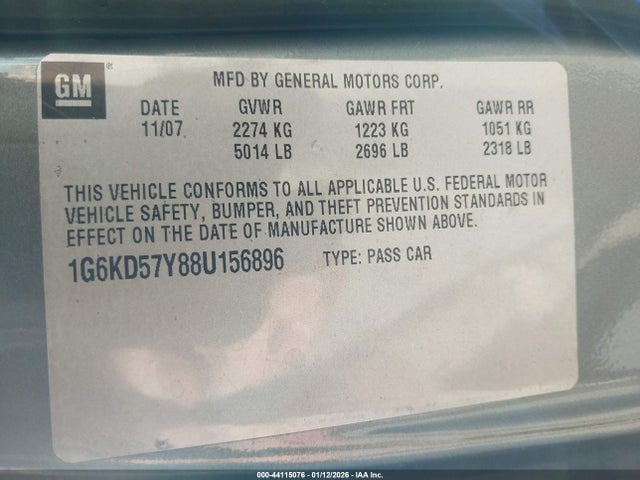 GM ®
MFD BY GENERAL MOTORS CORP.
DATE GVWR GAWR FRT GAWR RR
11/07 2274 KG 1223 KG 1051 KG
5014 LB 2696 LB 2318 LB
THIS VEHICLE CONFORMS TO ALL APPLICABLE U.S. FEDERAL MOTOR
VEHICLE SAFETY, BUMPER, AND THEFT PREVENTION STANDARDS IN
EFFECT ON THE DATE OF MANUFACTURE SHOWN ABOVE.
1G6KD57Y88U156896 TYPE: PASS CAR
000-44115076 - 01/12/2026 - IAA Inc.